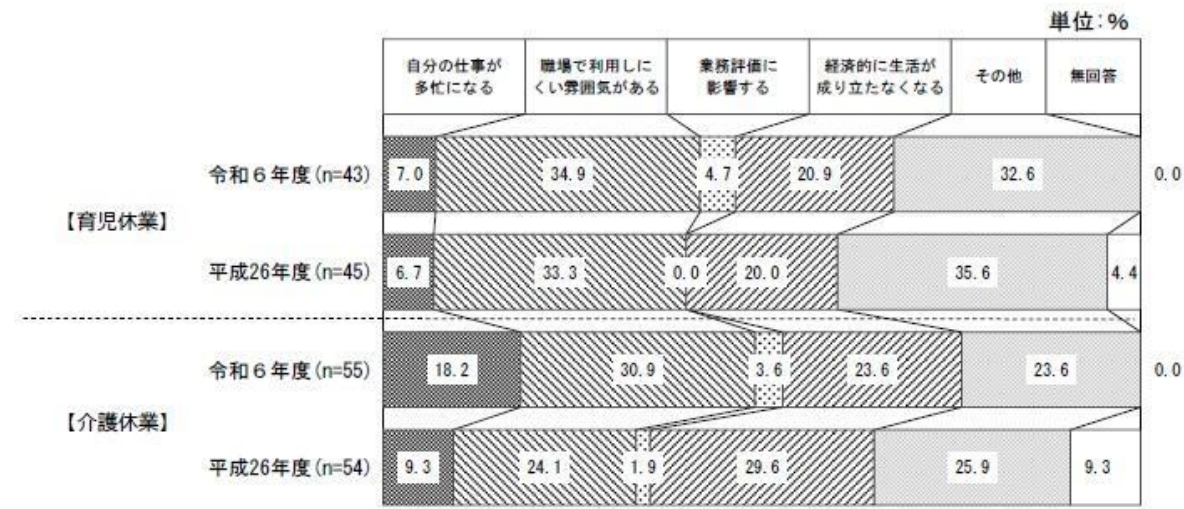 単位：％
自分の仕事が
多忙になる
職場で利用しに
くい雰囲気がある
業務評価に
影響する
経済的に生活が
成り立たなくなる
その他
無回答
令和６年度(n=43) 7.0 34.9 4.7 20.9 32.6 0.0
【育児休業】
平成26年度(n=45) 6.7 33.3 0.0 20.0 35.6 4.4
令和６年度(n=55) 18.2 30.9 3.6 23.6 23.6 0.0
【介護休業】
平成26年度(n=54) 9.3 24.1 1.9 29.6 25.9 9.3